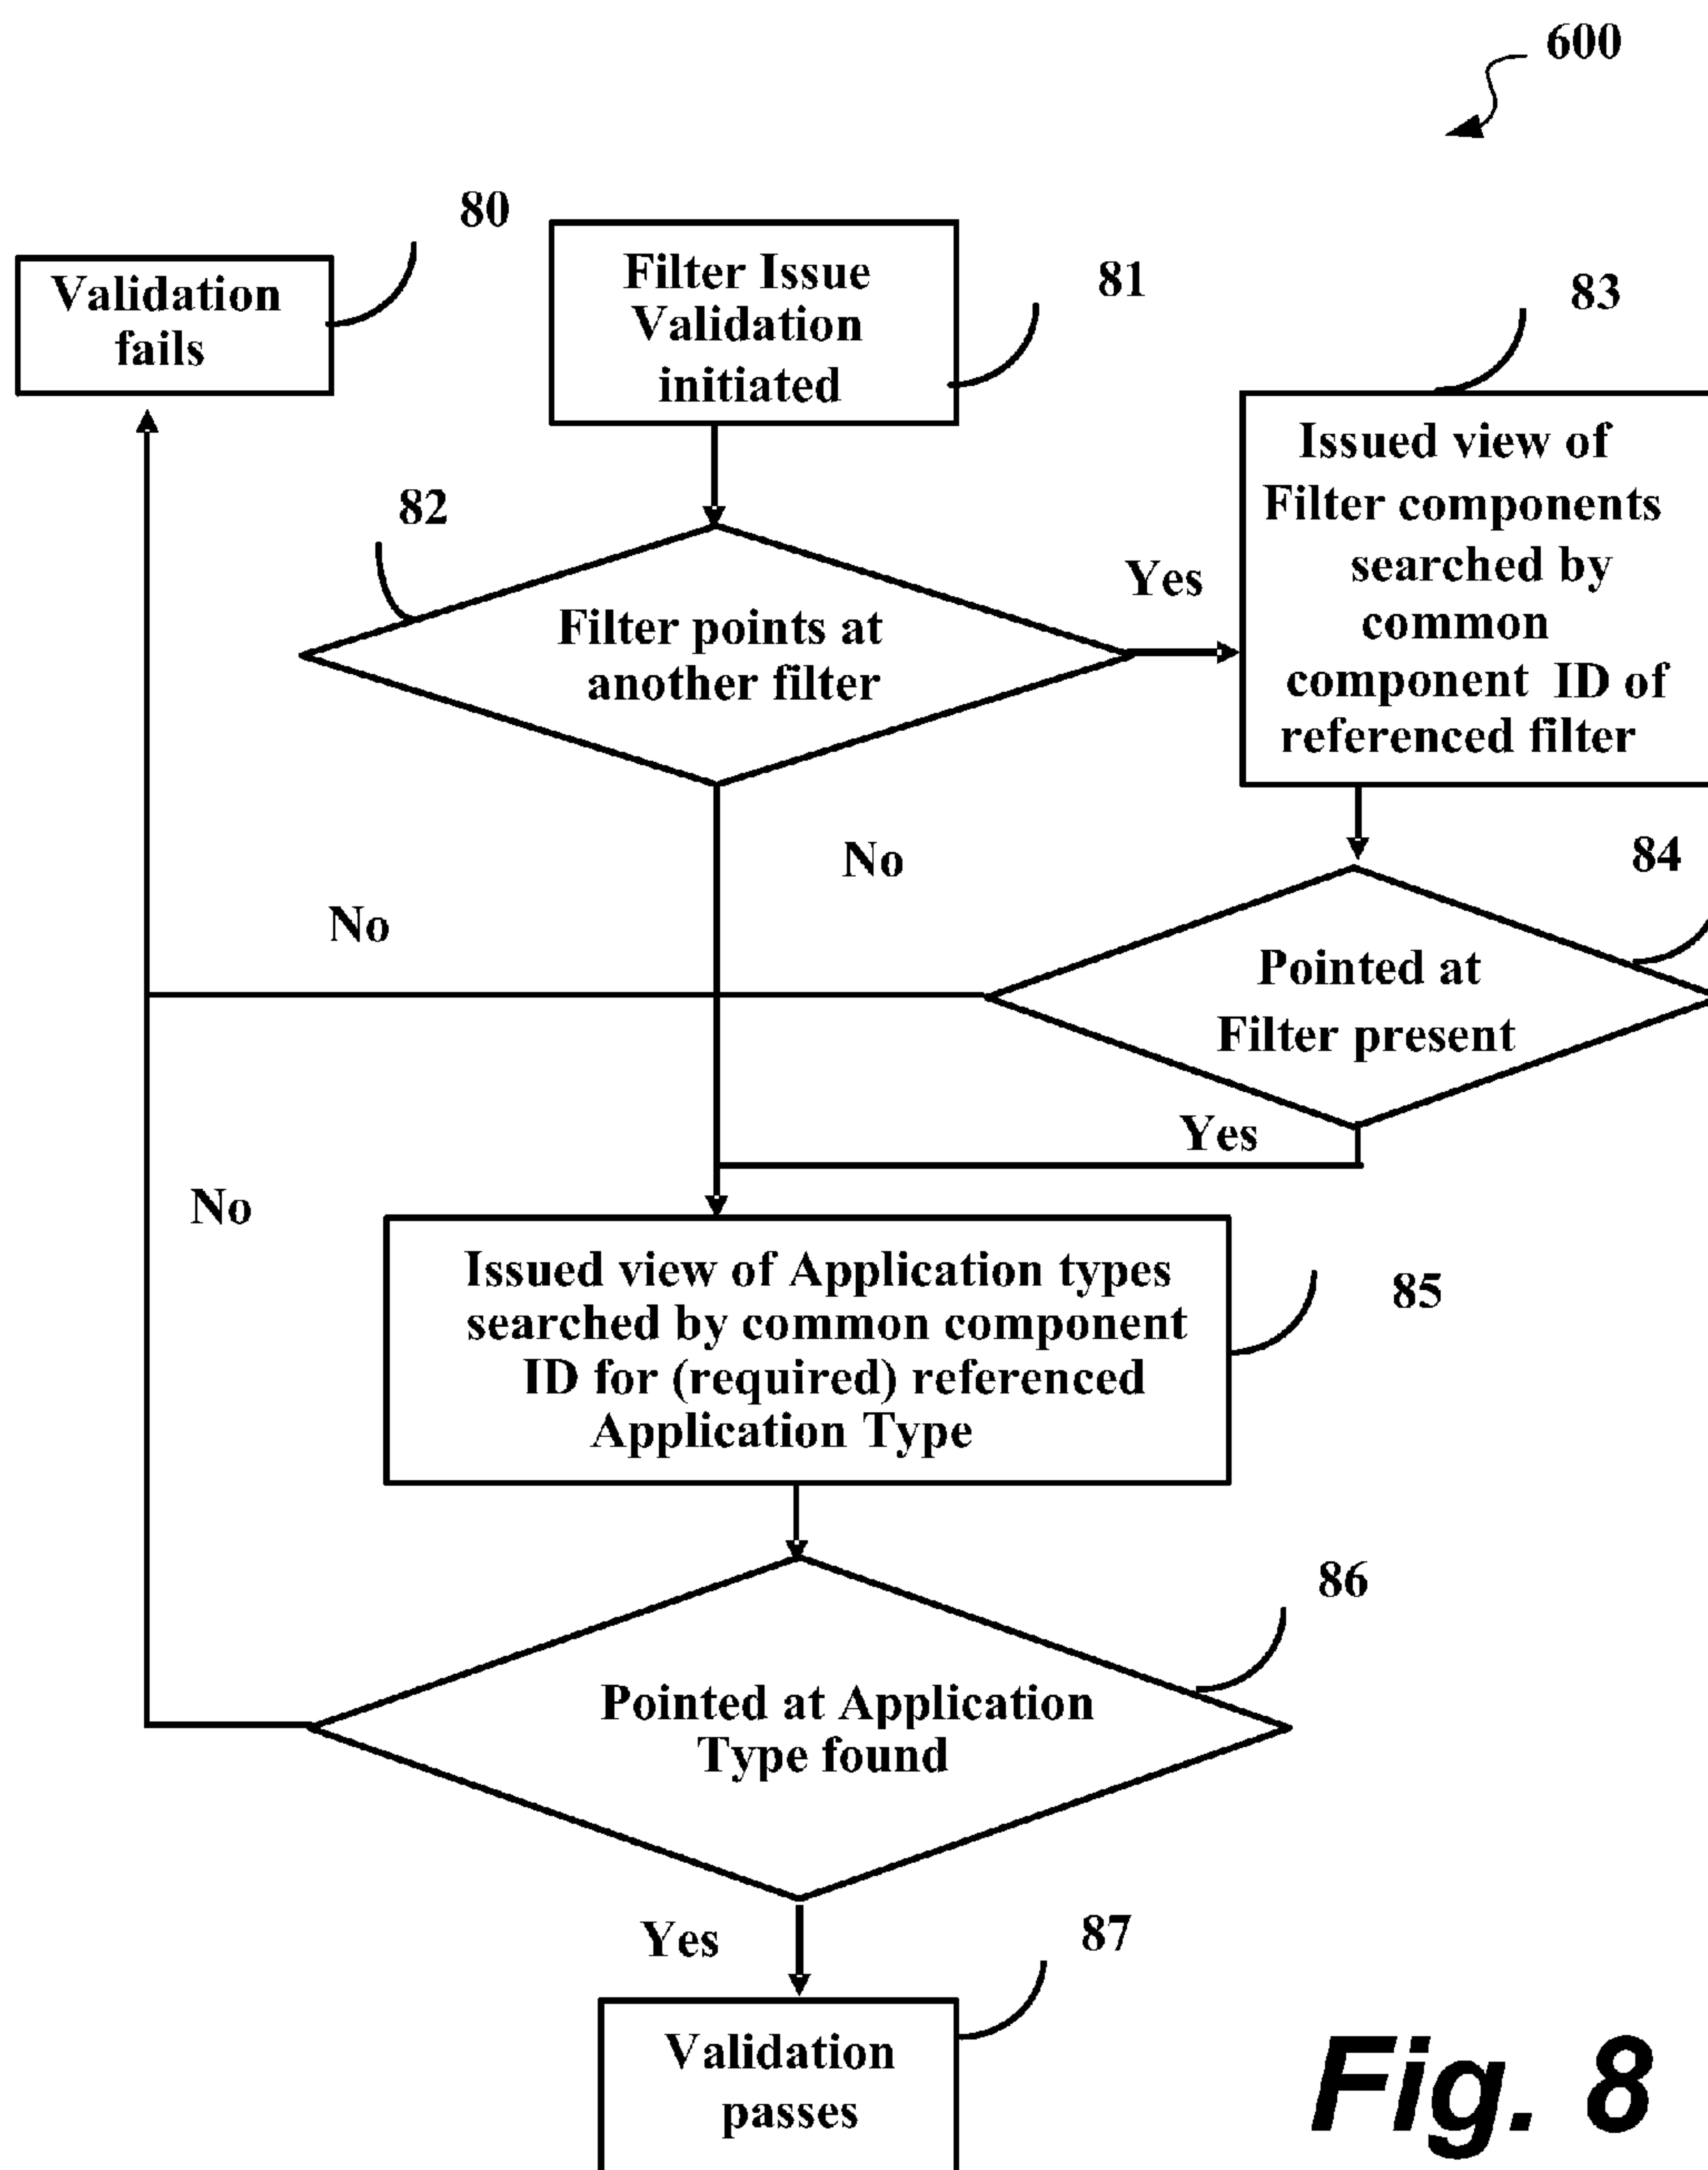 600
80
Validation
fails
Filter Issue
Validation
initiated
81
83
Issued view of
Filter components
searched by
common
component ID of
referenced filter
82
Filter points at
another filter
Yes
No
84
Pointed at
Filter present
No
Yes
No
Issued view of Application types
searched by common component
ID for (required) referenced
Application Type
85
86
Pointed at Application
Type found
Yes
87
Validation
passes
Fig. 8